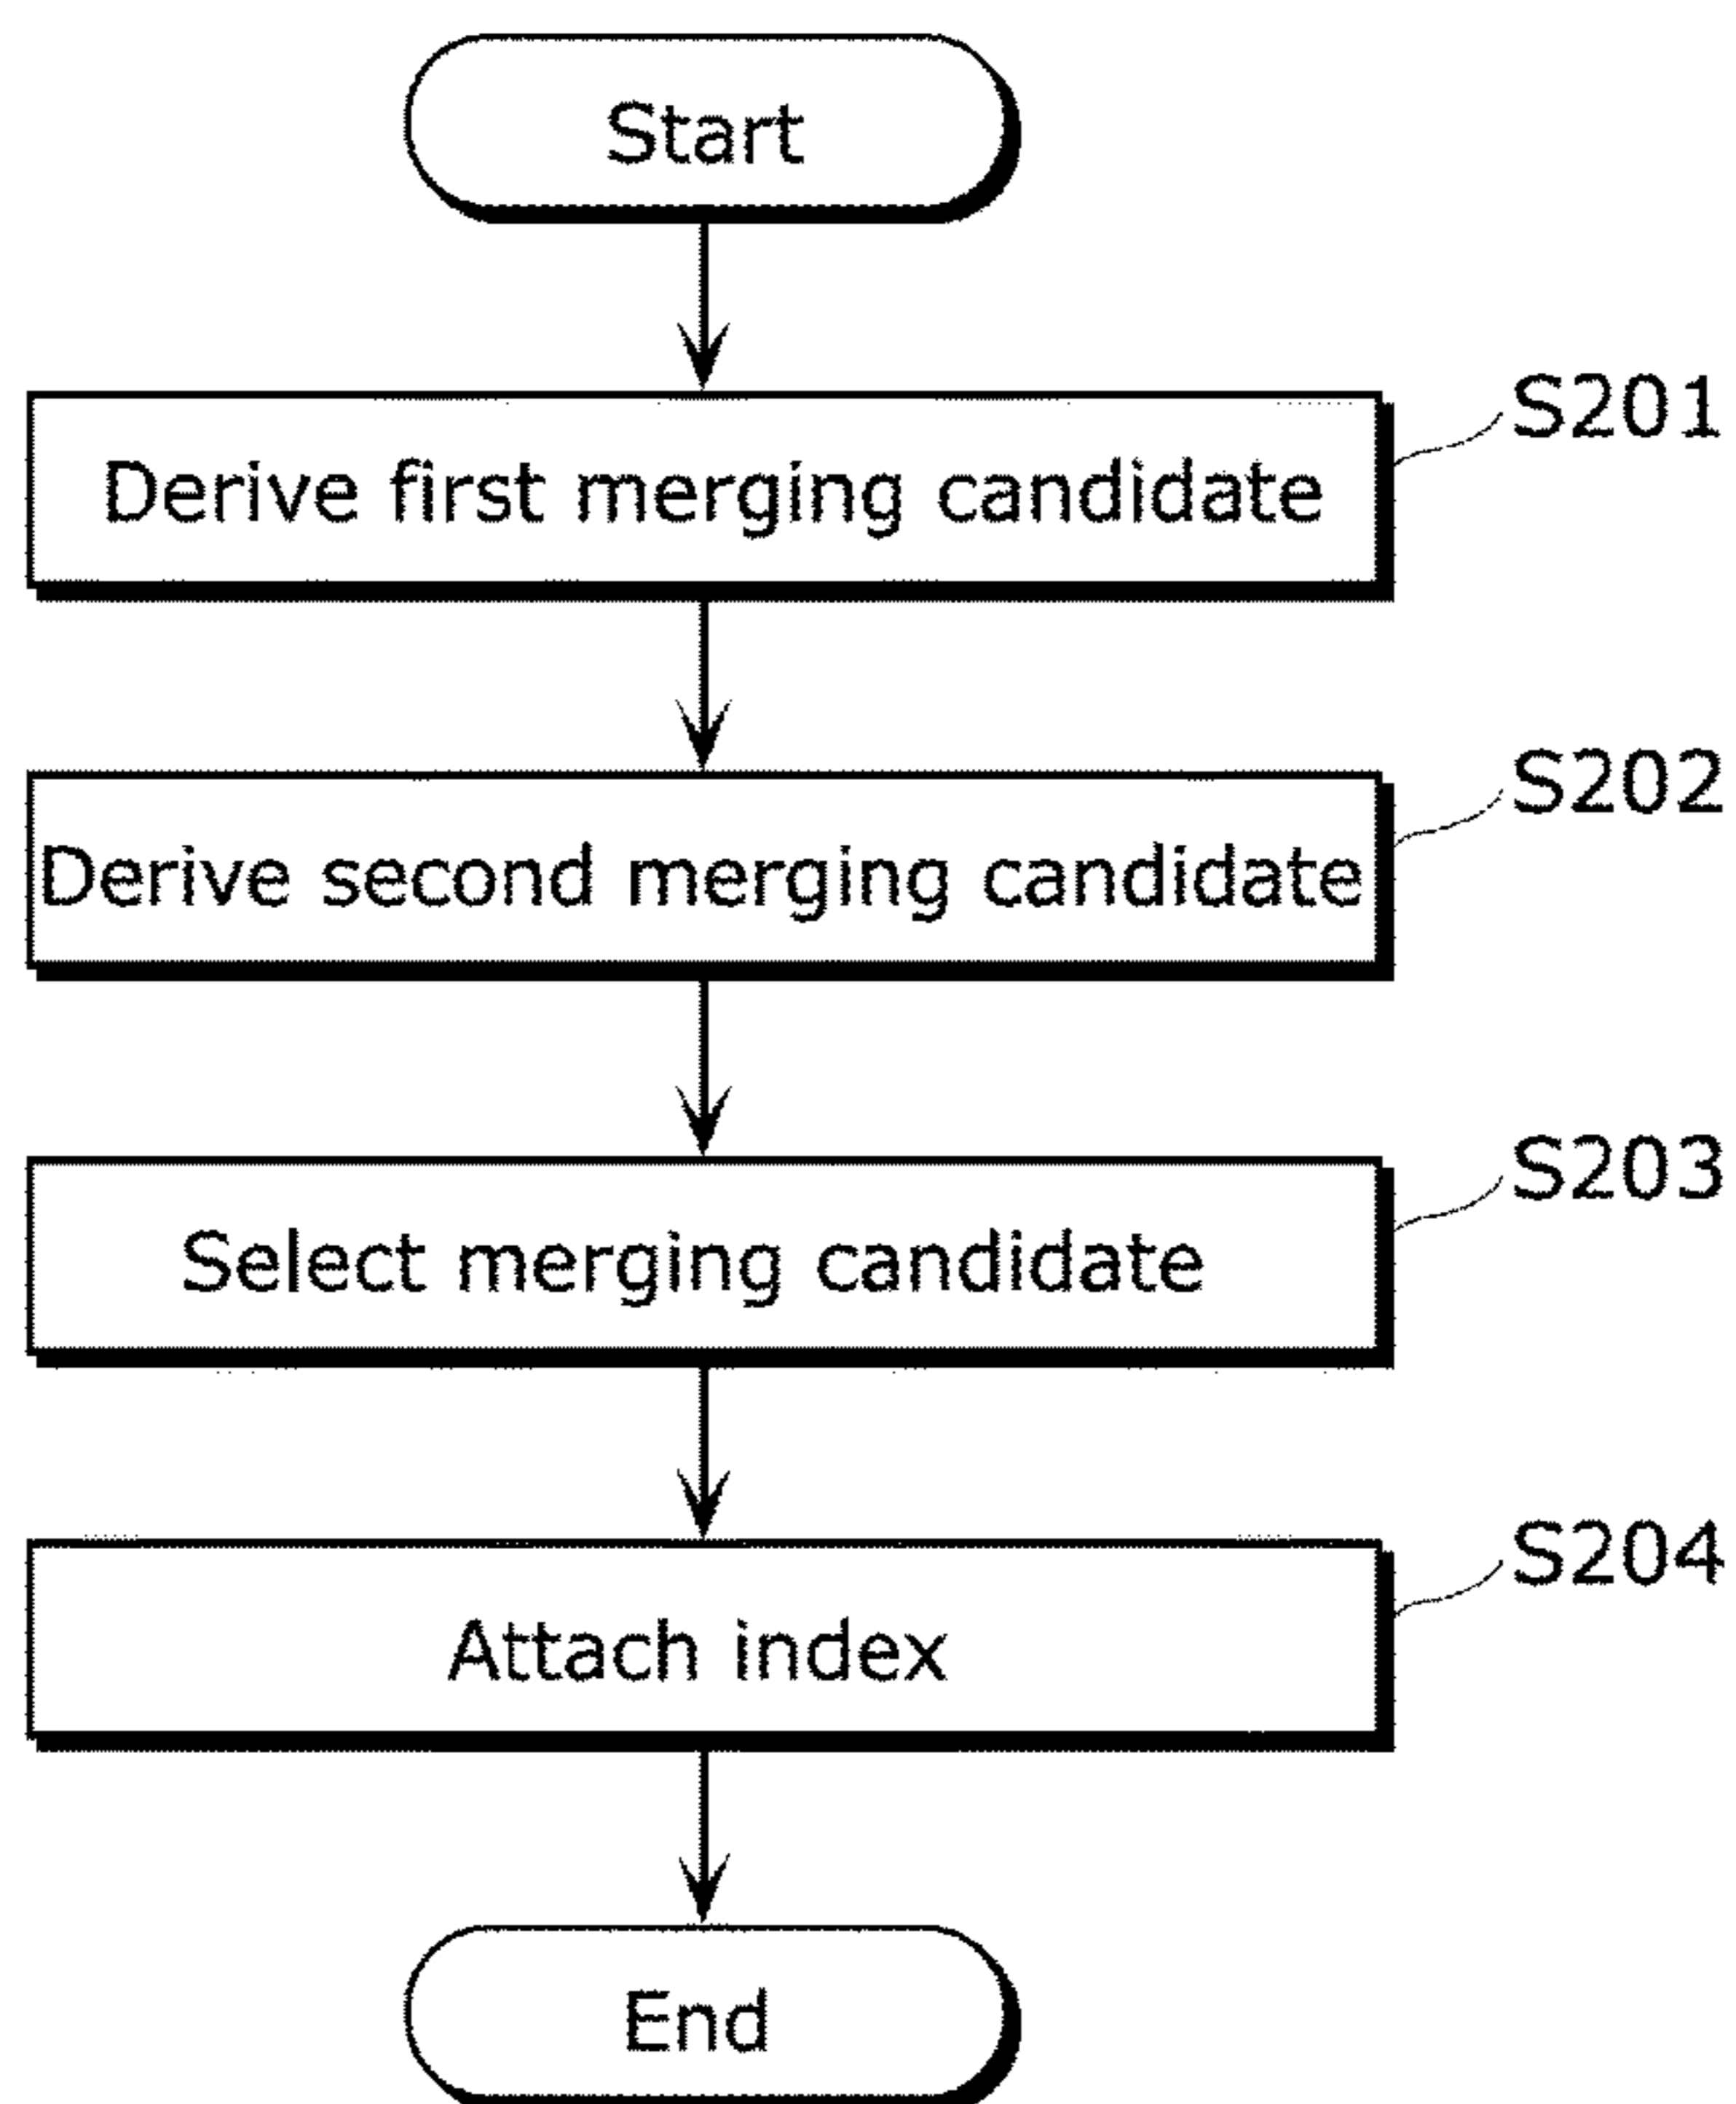 Start
S201
Derive first merging candidate
S202
Derive second merging candidate
S203
Select merging candidate
S204
Attach index
End